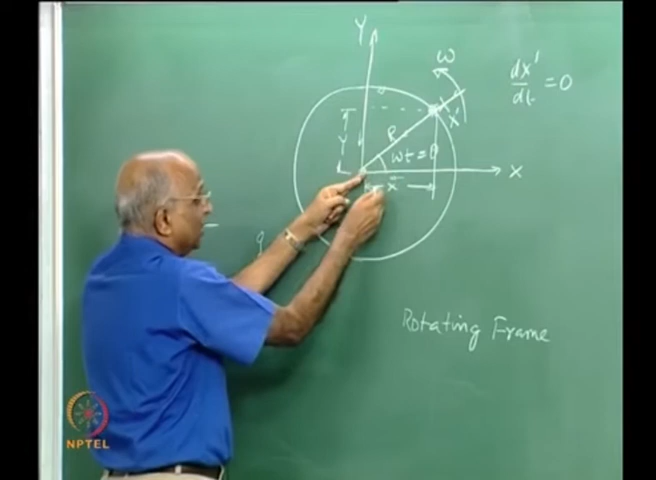 Y
ω
dx'/dt = 0
R
x'
Y
ωt = θ
X
x
Rotating Frame
NPTEL